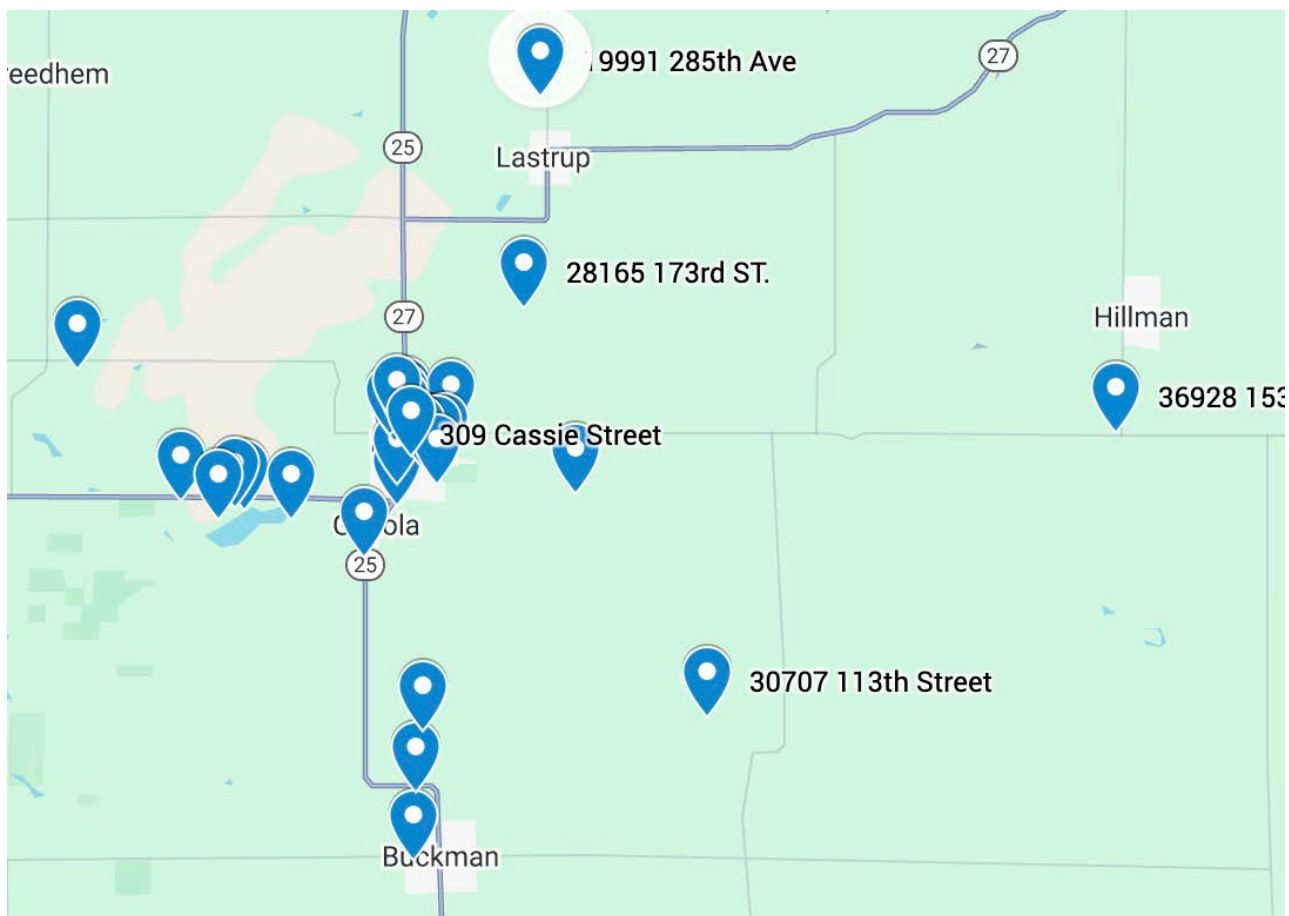 19991 285th Ave
27
eedhem
25
Lastrup
28165 173rd ST.
27
Hillman
36928 153
309 Cassie Street
25
30707 113th Street
Buckman